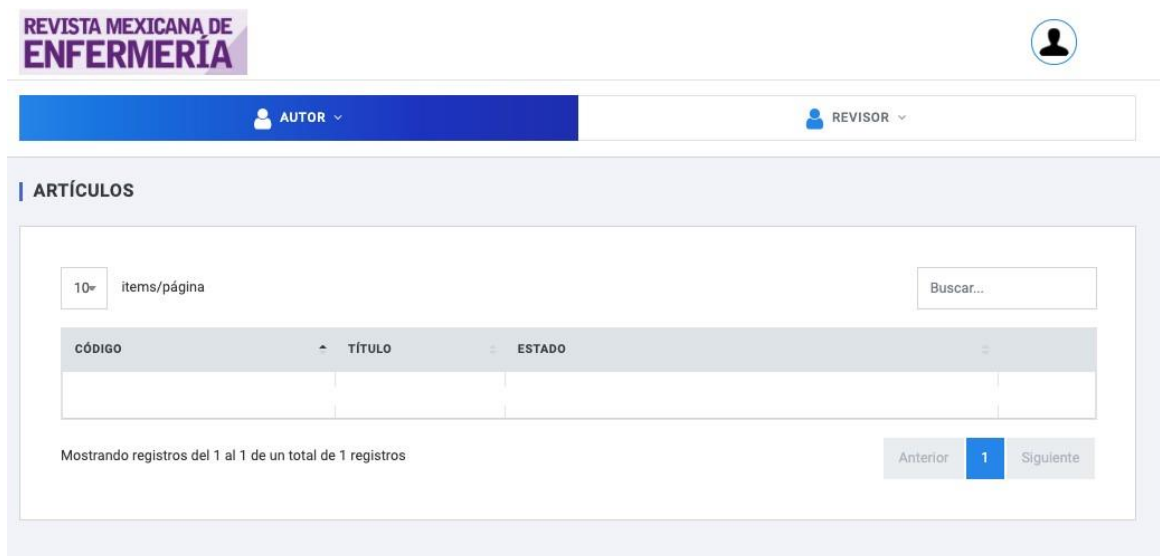 REVISTA MEXICANA DE
ENFERMERÍA
AUTOR
REVISOR
ARTÍCULOS
10 items/página
Buscar...
CÓDIGO TÍTULO ESTADO
Mostrando registros del 1 al 1 de un total de 1 registros
Anterior 1 Siguiente